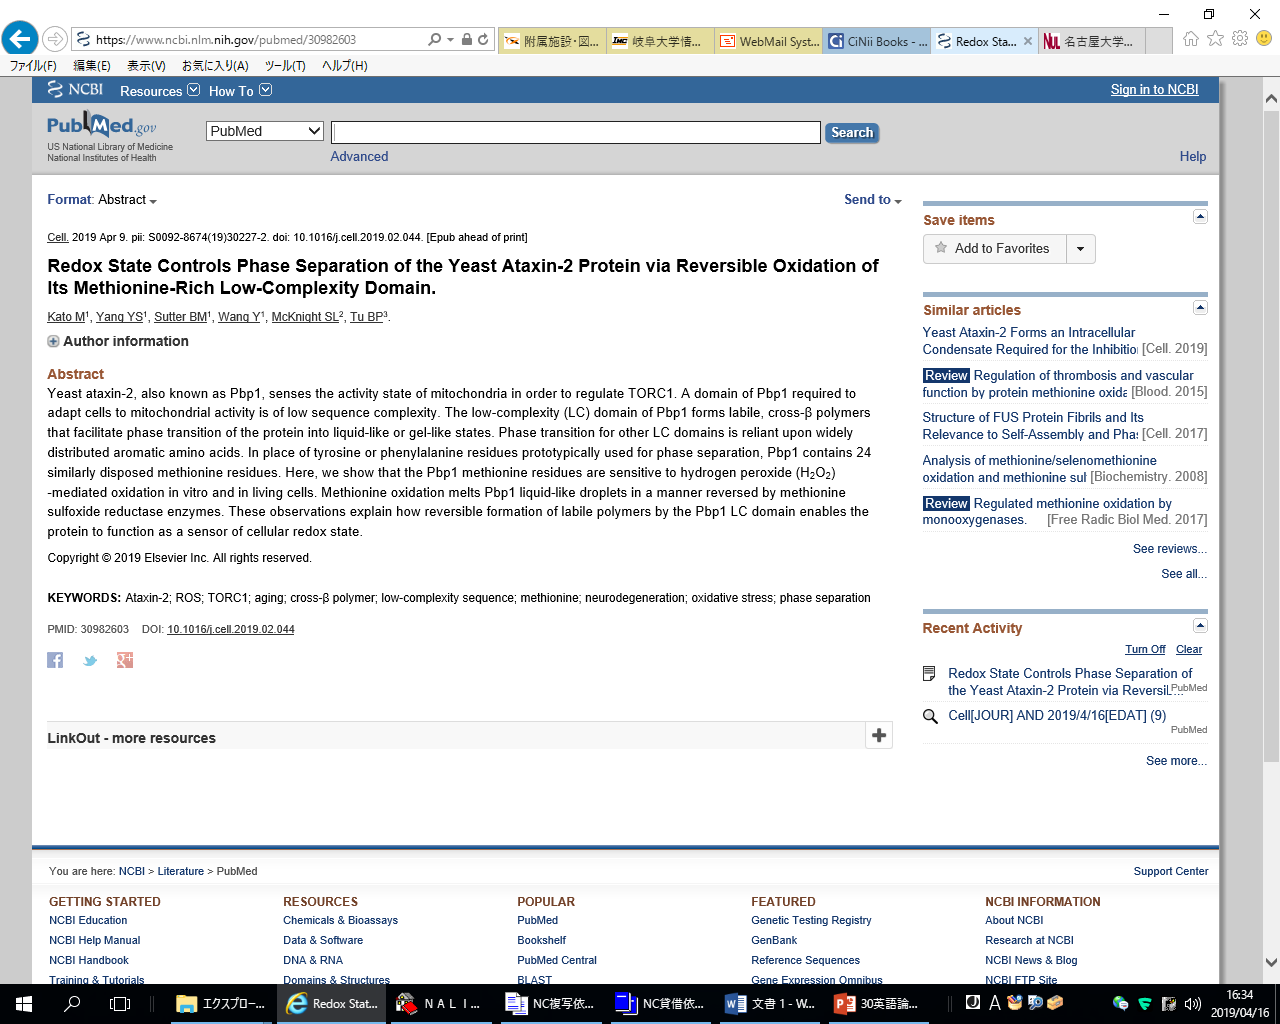 https://www.ncbi.nlm.nih.gov/pubmed/30982603
附属施設・図...
岐阜大学情...
WebMail Syst...
CiNii Books - ...
Redox Sta...
名古屋大学...
ファイル(F) 編集(E) 表示(V) お気に入り(A) ツール(T) ヘルプ(H)
NCBI Resources How To Sign in to NCBI
PubMed.gov
US National Library of Medicine
National Institutes of Health
PubMed Search
Advanced Help
Format: Abstract Send to
Cell. 2019 Apr 9. pii: S0092-8674(19)30227-2. doi: 10.1016/j.cell.2019.02.044. [Epub ahead of print]
Redox State Controls Phase Separation of the Yeast Ataxin-2 Protein via Reversible Oxidation of
Its Methionine-Rich Low-Complexity Domain.
Kato M¹, Yang YS¹, Sutter BM¹, Wang Y¹, McKnight SL², Tu BP³.
Author information
Abstract
Yeast ataxin-2, also known as Pbp1, senses the activity state of mitochondria in order to regulate TORC1. A domain of Pbp1 required to
adapt cells to mitochondrial activity is of low sequence complexity. The low-complexity (LC) domain of Pbp1 forms labile, cross-β polymers
that facilitate phase transition of the protein into liquid-like or gel-like states. Phase transition for other LC domains is reliant upon widely
distributed aromatic amino acids. In place of tyrosine or phenylalanine residues prototypically used for phase separation, Pbp1 contains 24
similarly disposed methionine residues. Here, we show that the Pbp1 methionine residues are sensitive to hydrogen peroxide (H₂O₂)
-mediated oxidation in vitro and in living cells. Methionine oxidation melts Pbp1 liquid-like droplets in a manner reversed by methionine
sulfoxide reductase enzymes. These observations explain how reversible formation of labile polymers by the Pbp1 LC domain enables the
protein to function as a sensor of cellular redox state.
Copyright © 2019 Elsevier Inc. All rights reserved.
KEYWORDS: Ataxin-2; ROS; TORC1; aging; cross-β polymer; low-complexity sequence; methionine; neurodegeneration; oxidative stress; phase separation
PMID: 30982603 DOI: 10.1016/j.cell.2019.02.044
LinkOut - more resources
Save items
Add to Favorites
Similar articles
Yeast Ataxin-2 Forms an Intracellular
Condensate Required for the Inhibitio [Cell. 2019]
Review Regulation of thrombosis and vascular
function by protein methionine oxida [Blood. 2015]
Structure of FUS Protein Fibrils and Its
Relevance to Self-Assembly and Pha [Cell. 2017]
Analysis of methionine/selenomethionine
oxidation and methionine sul [Biochemistry. 2008]
Review Regulated methionine oxidation by
monooxygenases. [Free Radic Biol Med. 2017]
See reviews...
See all...
Recent Activity
Turn Off Clear
Redox State Controls Phase Separation of
the Yeast Ataxin-2 Protein via Reversil... PubMed
Cell[JOUR] AND 2019/4/16[EDAT] (9)
PubMed
See more...
You are here: NCBI > Literature > PubMed Support Center
GETTING STARTED
NCBI Education
NCBI Help Manual
NCBI Handbook
Training & Tutorials
RESOURCES
Chemicals & Bioassays
Data & Software
DNA & RNA
Domains & Structures
POPULAR
PubMed
Bookshelf
PubMed Central
BLAST
FEATURED
Genetic Testing Registry
GenBank
Reference Sequences
Gene Expression Omnibus
NCBI INFORMATION
About NCBI
Research at NCBI
NCBI News & Blog
NCBI FTP Site
エクスプロー...
Redox Stat...
ＮＡＬＩ...
NC複写依...
NC貸借依...
文書 1 - W...
30英語論...
A
16:34
2019/04/16